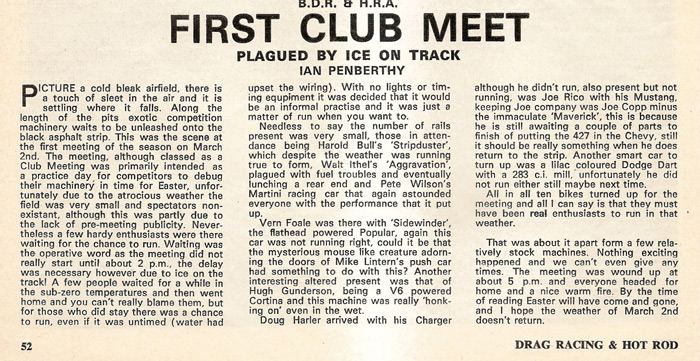 B.D.R. & H.R.A.
FIRST CLUB MEET
PLAGUED BY ICE ON TRACK
IAN PENBERTHY
PICTURE a cold bleak airfield, there is
a touch of sleet in the air and it is
settling where it falls. Along the
length of the pits exotic competition
machinery waits to be unleashed onto the
black asphalt strip. This was the scene at
the first meeting of the season on March
2nd. The meeting, although classed as a
Club Meeting was primarily intended as
a practice day for competitors to debug
their machinery in time for Easter, unfor-
tunately due to the atrocious weather the
field was very small and spectators non-
existant, although this was partly due to
the lack of pre-meeting publicity. Never-
theless a few hardy enthusiasts were there
waiting for the chance to run. Waiting was
the operative word as the meeting did not
really start until about 2 p.m., the delay
was necessary however due to ice on the
track! A few people waited for a while in
the sub-zero temperatures and then went
home and you can't really blame them, but
for those who did stay there was a chance
to run, even if it was untimed (water had
upset the wiring). With no lights or tim-
ing equpiment it was decided that it would
be an informal practise and it was just a
matter of run when you want to.
Needless to say the number of rails
present was very small, those in atten-
dance being Harold Bull's 'Stripduster',
which despite the weather was running
true to form, Walt Ithel's 'Aggravation',
plagued with fuel troubles and eventually
lunching a rear end and Pete Wilson's
Martini racing car that again astounded
everyone with the performance that it put
up.
Vern Foale was there with 'Sidewinder',
the flathead powered Popular, again this
car was not running right, could it be that
the mysterious mouse like creature adorn-
ing the doors of Mike Lintern's push car
had something to do with this? Another
interesting altered present was that of
Hugh Gunderson, being a V6 powered
Cortina and this machine was really 'honk-
ing on' even in the wet.
Doug Harler arrived with his Charger
although he didn't run, also present but not
running, was Joe Rico with his Mustang,
keeping Joe company was Joe Copp minus
the immaculate 'Maverick', this is because
he is still awaiting a couple of parts to
finish of putting the 427 in the Chevy, still
it should be really something when he does
return to the strip. Another smart car to
turn up was a lilac coloured Dodge Dart
with a 283 c.i. mill, unfortunately he did
not run either still maybe next time.
All in all ten bikes turned up for the
meeting and all I can say is that they must
have been real enthusiasts to run in that
weather.
That was about it apart form a few rela-
tively stock machines. Nothing exciting
happened and we can't even give any
times. The meeting was wound up at
about 5 p.m. and everyone headed for
home and a nice warm fire. By the time
of reading Easter will have come and gone,
and I hope the weather of March 2nd
doesn't return.
52
DRAG RACING & HOT ROD